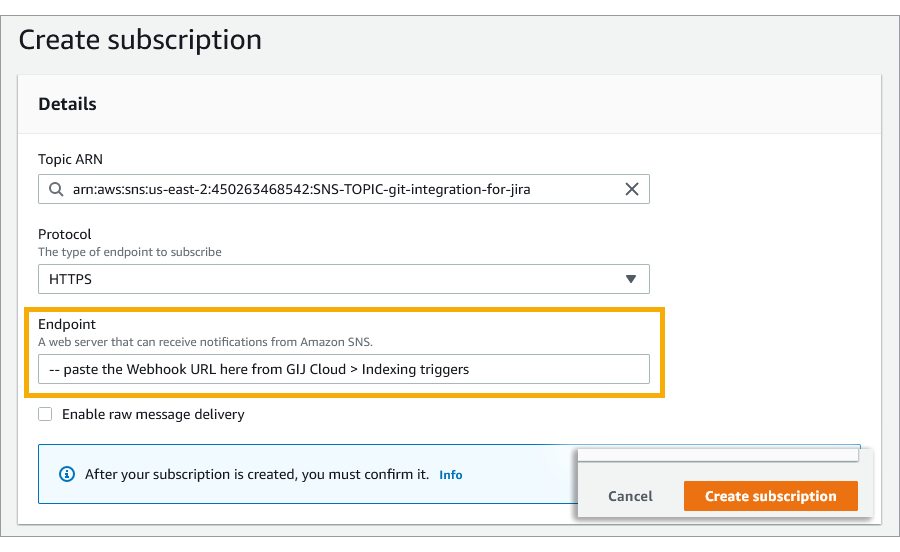 Create subscription
Details
Topic ARN
arn:aws:sns:us-east-2:450263468542:SNS-TOPIC-git-integration-for-jira
Protocol
The type of endpoint to subscribe
HTTPS
Endpoint
A web server that can receive notifications from Amazon SNS.
-- paste the Webhook URL here from GIJ Cloud > Indexing triggers
Enable raw message delivery
After your subscription is created, you must confirm it. Info
Cancel Create subscription